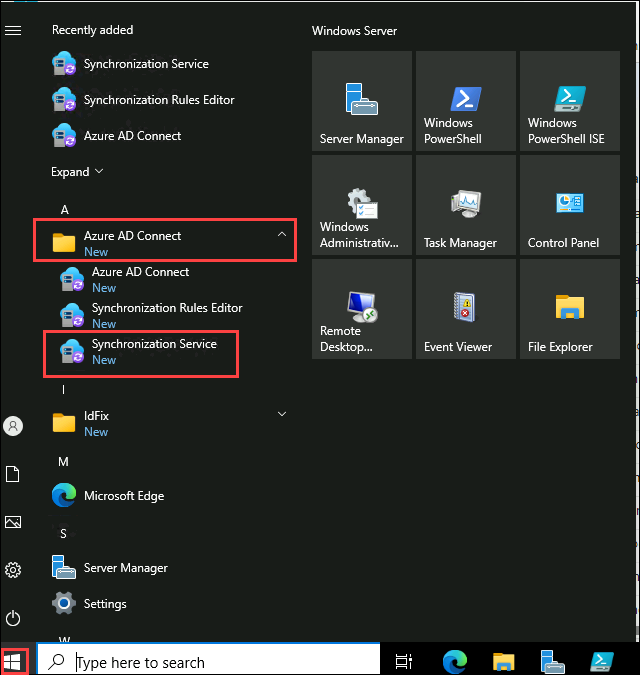 Recently added
Synchronization Service
Synchronization Rules Editor
Azure AD Connect
Expand
A
Azure AD Connect
New
Azure AD Connect
Synchronization Rules Editor
New
Synchronization Service
New
I
IdFix
New
M
Microsoft Edge
S
Server Manager
Settings
W
Windows Server
Server Manager
Windows
PowerShell
Windows
PowerShell ISE
Windows
Administrativ...
Task Manager
Control Panel
Remote
Desktop...
Event Viewer
File Explorer
Type here to search